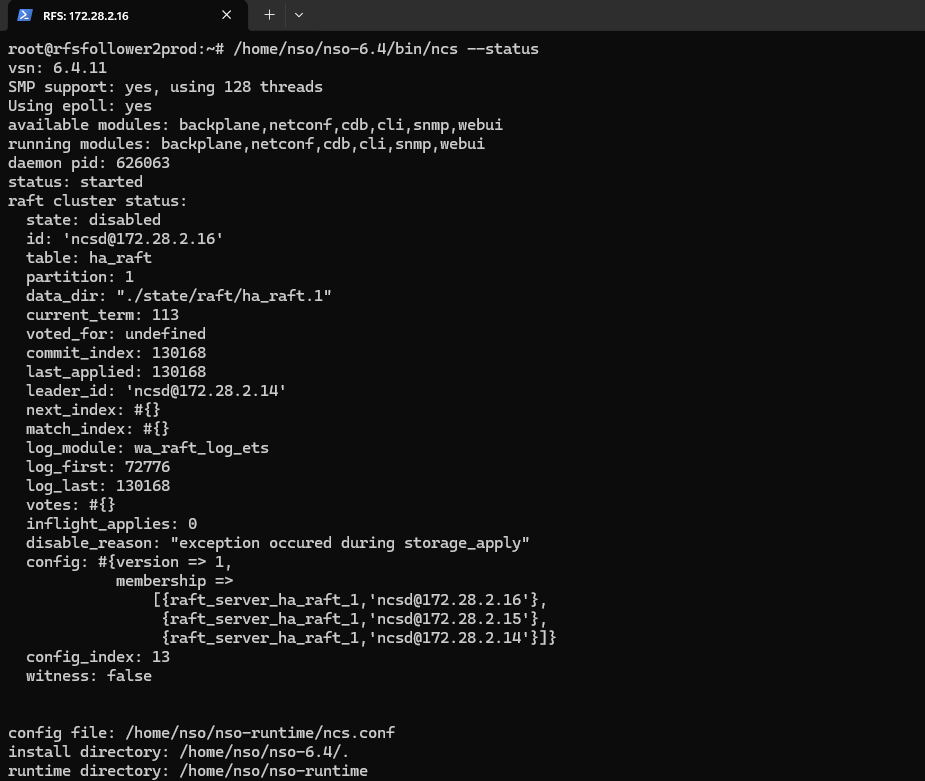 RFS: 172.28.2.16
root@rfsfollower2prod:~# /home/nso/nso-6.4/bin/ncs --status
vsn: 6.4.11
SMP support: yes, using 128 threads
Using epoll: yes
available modules: backplane,netconf,cdb,cli,snmp,webui
running modules: backplane,netconf,cdb,cli,snmp,webui
daemon pid: 626063
status: started
raft cluster status:
  state: disabled
  id: 'ncsd@172.28.2.16'
  table: ha_raft
  partition: 1
  data_dir: "./state/raft/ha_raft.1"
  current_term: 113
  voted_for: undefined
  commit_index: 130168
  last_applied: 130168
  leader_id: 'ncsd@172.28.2.14'
  next_index: #{}
  match_index: #{}
  log_module: wa_raft_log_ets
  log_first: 72776
  log_last: 130168
  votes: #{}
  inflight_applies: 0
  disable_reason: "exception occured during storage_apply"
  config: #{version => 1,
            membership =>
                [{raft_server_ha_raft_1,'ncsd@172.28.2.16'},
                 {raft_server_ha_raft_1,'ncsd@172.28.2.15'},
                 {raft_server_ha_raft_1,'ncsd@172.28.2.14'}]}
  config_index: 13
  witness: false
config file: /home/nso/nso-runtime/ncs.conf
install directory: /home/nso/nso-6.4/.
runtime directory: /home/nso/nso-runtime